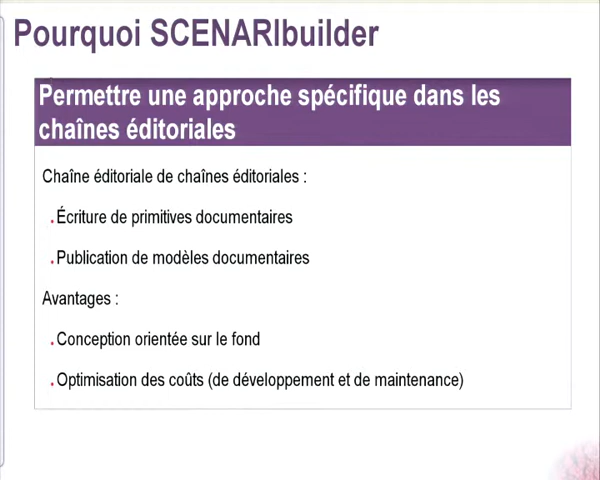 Pourquoi SCENARIbuilder
Permettre une approche spécifique dans les
chaînes éditoriales
Chaîne éditoriale de chaînes éditoriales :
.Écriture de primitives documentaires
.Publication de modèles documentaires
Avantages :
.Conception orientée sur le fond
.Optimisation des coûts (de développement et de maintenance)